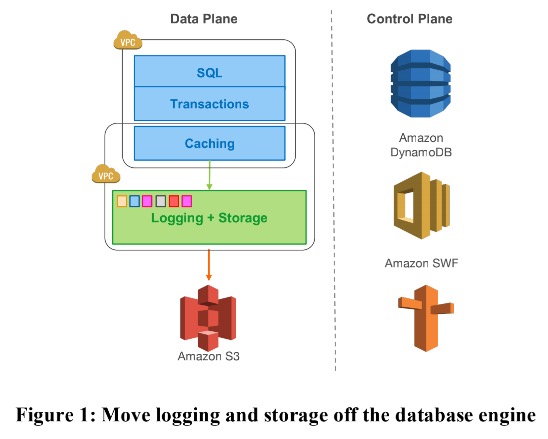 Data Plane
Control Plane
VPC
SQL
Transactions
Caching
VPC
Logging + Storage
Amazon S3
Amazon
DynamoDB
Amazon SWF
Figure 1: Move logging and storage off the database engine